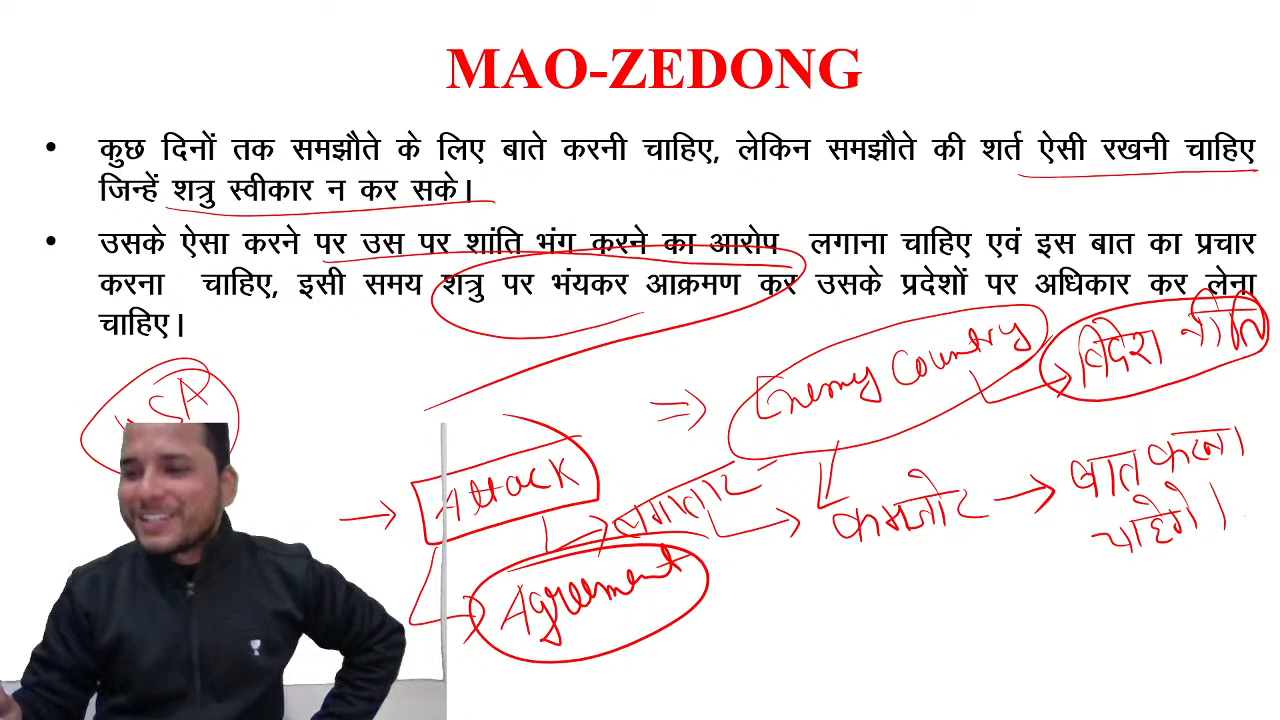 MAO-ZEDONG
• कुछ दिनों तक समझौते के लिए बाते करनी चाहिए, लेकिन समझौते की शर्त ऐसी रखनी चाहिए
जिन्हें शत्रु स्वीकार न कर सके।
• उसके ऐसा करने पर उस पर शांति भंग करने का आरोप लगाना चाहिए एवं इस बात का प्रचार
करना चाहिए, इसी समय शत्रु पर भंयकर आक्रमण कर उसके प्रदेशों पर अधिकार कर लेना
चाहिए।
USA
⇒ Enemy Country
विदेश नीति
→ Attack
लगातार
→ कमजोर → बात करना
चाहेगे।
Agreement